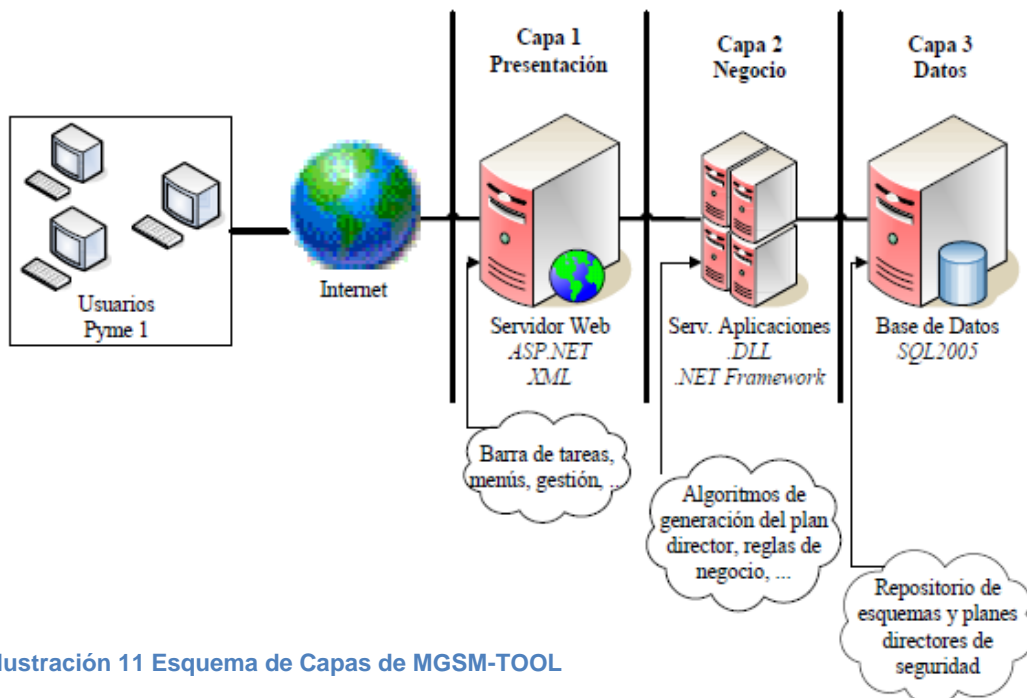 Capa 1
Presentación
Capa 2
Negocio
Capa 3
Datos
Usuarios
Pyme 1
Internet
Servidor Web
ASP.NET
XML
Serv. Aplicaciones
.DLL
.NET Framework
Base de Datos
SQL2005
Barra de tareas,
menús, gestión, ...
Algoritmos de
generación del plan
director, reglas de
negocio, ...
Repositorio de
esquemas y planes
directores de
seguridad
lustración 11 Esquema de Capas de MGSM-TOOL